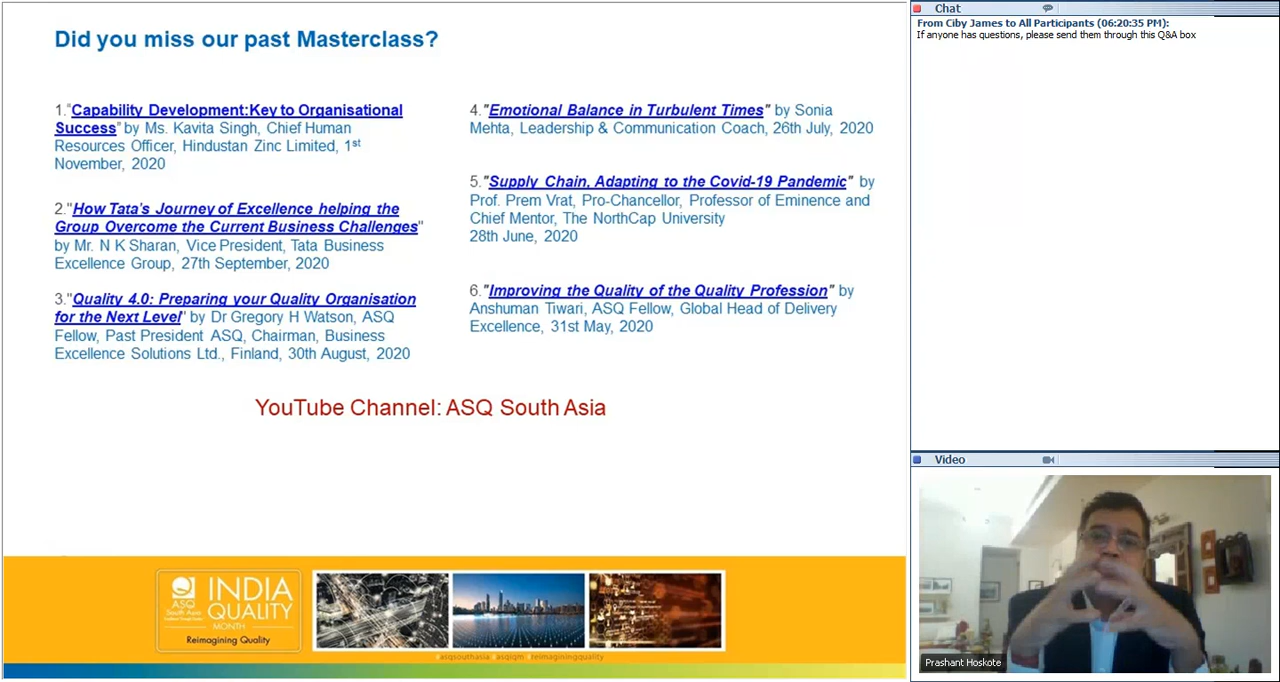 Did you miss our past Masterclass?
1."Capability Development:Key to Organisational
Success" by Ms. Kavita Singh, Chief Human
Resources Officer, Hindustan Zinc Limited, 1st
November, 2020
2."How Tata's Journey of Excellence helping the
Group Overcome the Current Business Challenges"
by Mr. N K Sharan, Vice President, Tata Business
Excellence Group, 27th September, 2020
3."Quality 4.0: Preparing your Quality Organisation
for the Next Level' by Dr Gregory H Watson, ASQ
Fellow, Past President ASQ, Chairman, Business
Excellence Solutions Ltd., Finland, 30th August, 2020
4."Emotional Balance in Turbulent Times" by Sonia
Mehta, Leadership & Communication Coach, 26th July, 2020
5."Supply Chain, Adapting to the Covid-19 Pandemic" by
Prof. Prem Vrat, Pro-Chancellor, Professor of Eminence and
Chief Mentor, The NorthCap University
28th June, 2020
6."Improving the Quality of the Quality Profession" by
Anshuman Tiwari, ASQ Fellow, Global Head of Delivery
Excellence, 31st May, 2020
YouTube Channel: ASQ South Asia
ASQ
South Asia
INDIA
QUALITY
MONTH
Reimagining Quality
Chat
From Ciby James to All Participants (06:20:35 PM):
If anyone has questions, please send them through this Q&A box
Video
Prashant Hoskote